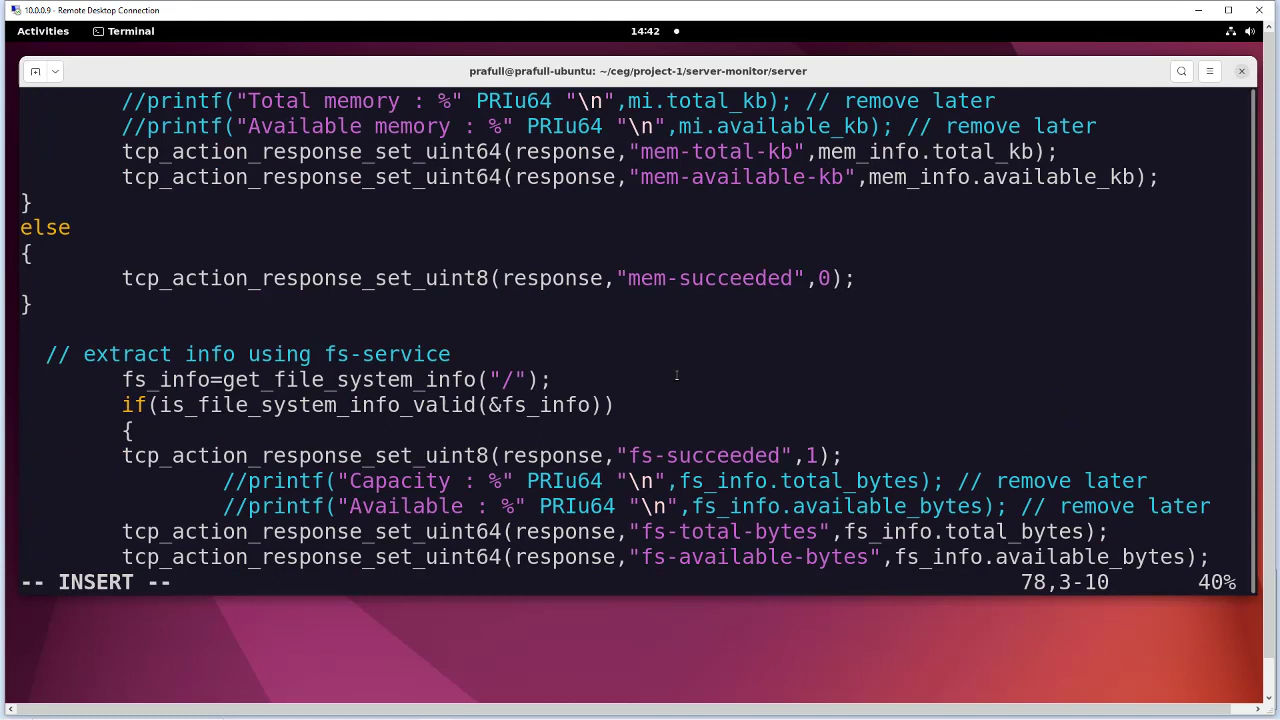 10.0.0.9 - Remote Desktop Connection
Activities Terminal 14:42
prafull@prafull-ubuntu: ~/ceg/project-1/server-monitor/server
//printf("Total memory : %" PRIu64 "\n",mi.total_kb); // remove later
//printf("Available memory : %" PRIu64 "\n",mi.available_kb); // remove later
tcp_action_response_set_uint64(response,"mem-total-kb",mem_info.total_kb);
tcp_action_response_set_uint64(response,"mem-available-kb",mem_info.available_kb);
}
else
{
tcp_action_response_set_uint8(response,"mem-succeeded",0);
}
// extract info using fs-service
fs_info=get_file_system_info("/");
if(is_file_system_info_valid(&fs_info))
{
tcp_action_response_set_uint8(response,"fs-succeeded",1);
//printf("Capacity : %" PRIu64 "\n",fs_info.total_bytes); // remove later
//printf("Available : %" PRIu64 "\n",fs_info.available_bytes); // remove later
tcp_action_response_set_uint64(response,"fs-total-bytes",fs_info.total_bytes);
tcp_action_response_set_uint64(response,"fs-available-bytes",fs_info.available_bytes);
-- INSERT -- 78,3-10 40%